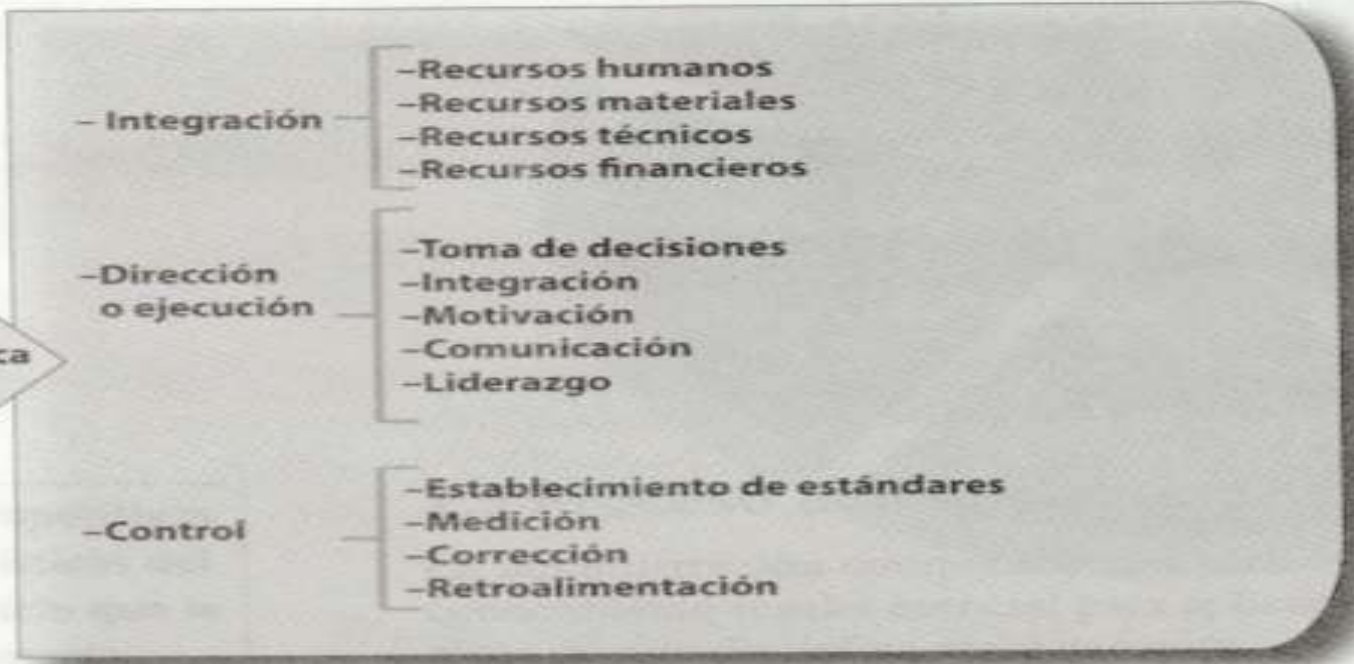 – Integración
–Recursos humanos
–Recursos materiales
–Recursos técnicos
–Recursos financieros
–Dirección
o ejecución
–Toma de decisiones
–Integración
–Motivación
–Comunicación
–Liderazgo
ca
–Control
–Establecimiento de estándares
–Medición
–Corrección
–Retroalimentación